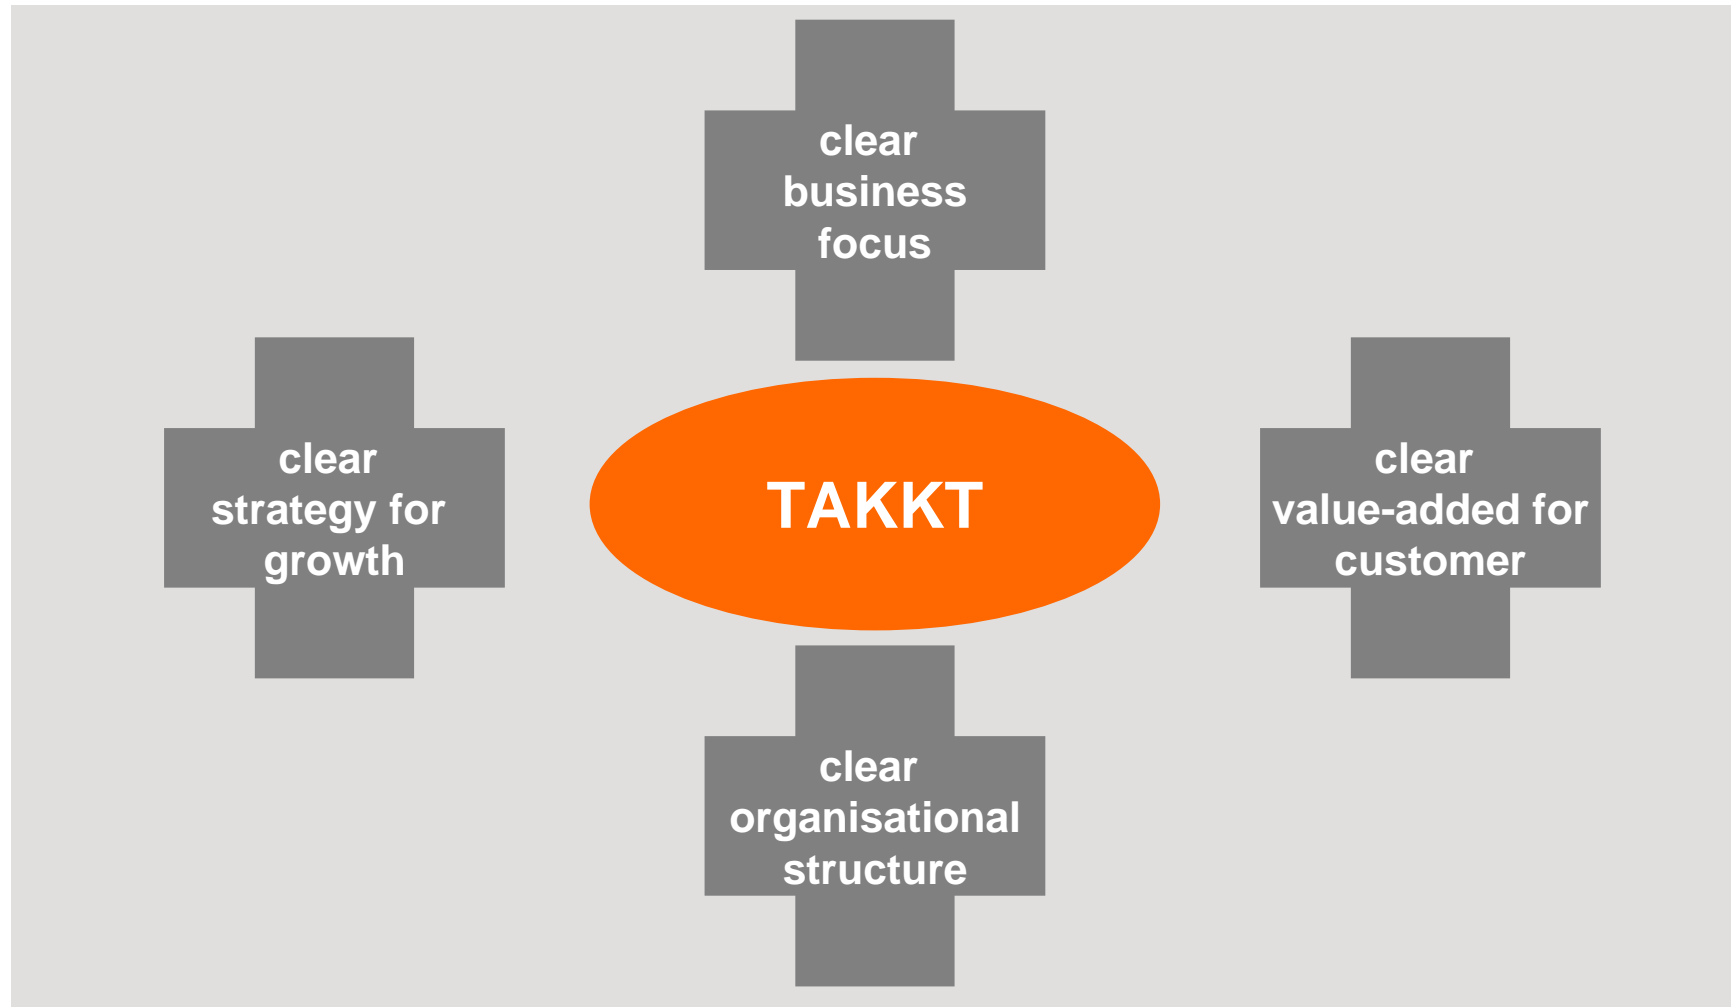 clear
business
focus
clear
strategy for
growth
TAKKT
clear
value-added for
customer
clear
organisational
structure